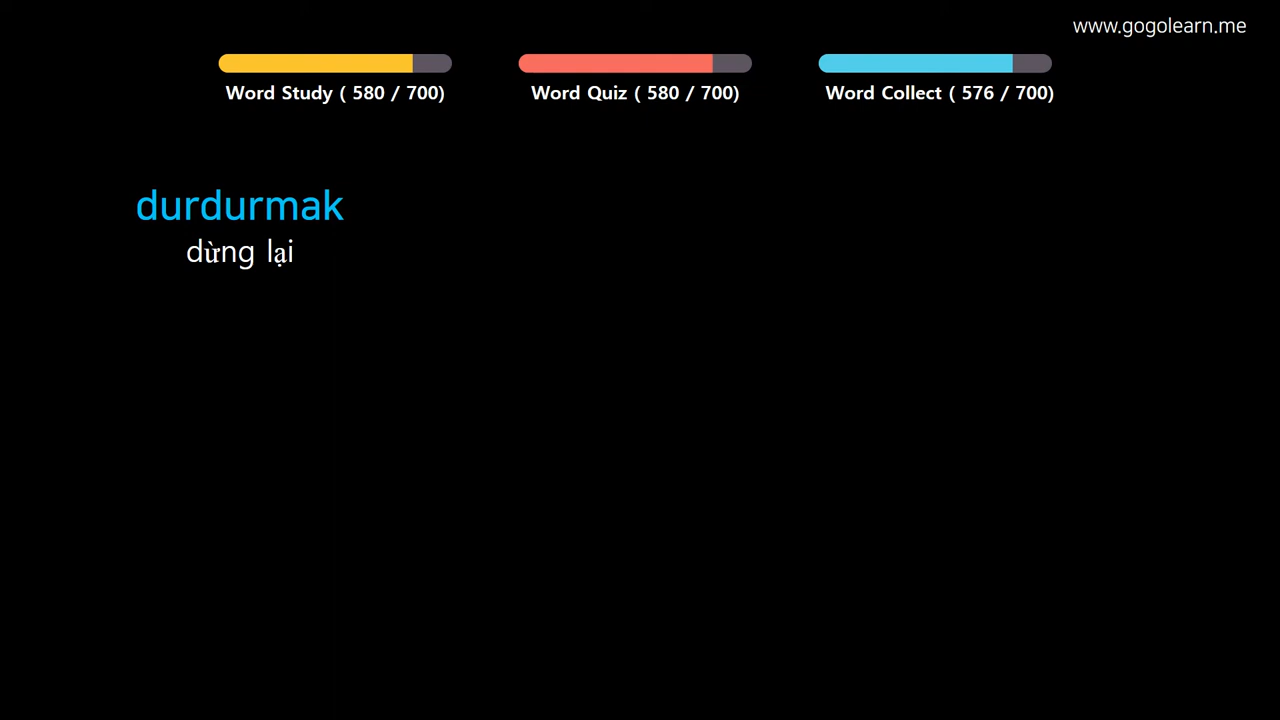 www.gogolearn.me
Word Study ( 580 / 700)
Word Quiz ( 580 / 700)
Word Collect ( 576 / 700)
durdurmak
dừng lại